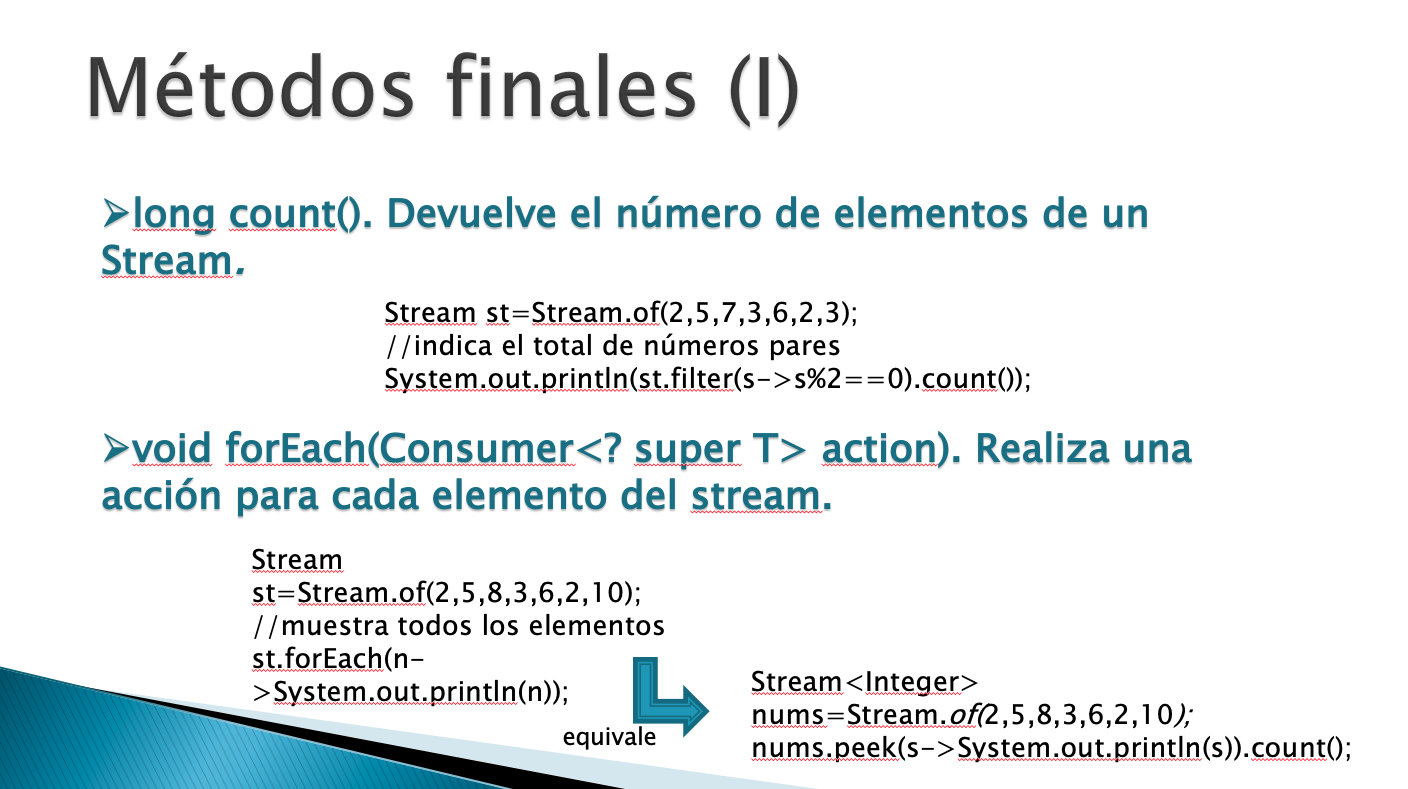 Métodos finales (I)
➢long count(). Devuelve el número de elementos de un
Stream.
Stream st=Stream.of(2,5,7,3,6,2,3);
//indica el total de números pares
System.out.println(st.filter(s->s%2==0).count());
➢void forEach(Consumer<? super T> action). Realiza una
acción para cada elemento del stream.
Stream
st=Stream.of(2,5,8,3,6,2,10);
//muestra todos los elementos
st.forEach(n-
>System.out.println(n));
equivale
Stream<Integer>
nums=Stream.of(2,5,8,3,6,2,10);
nums.peek(s->System.out.println(s)).count();